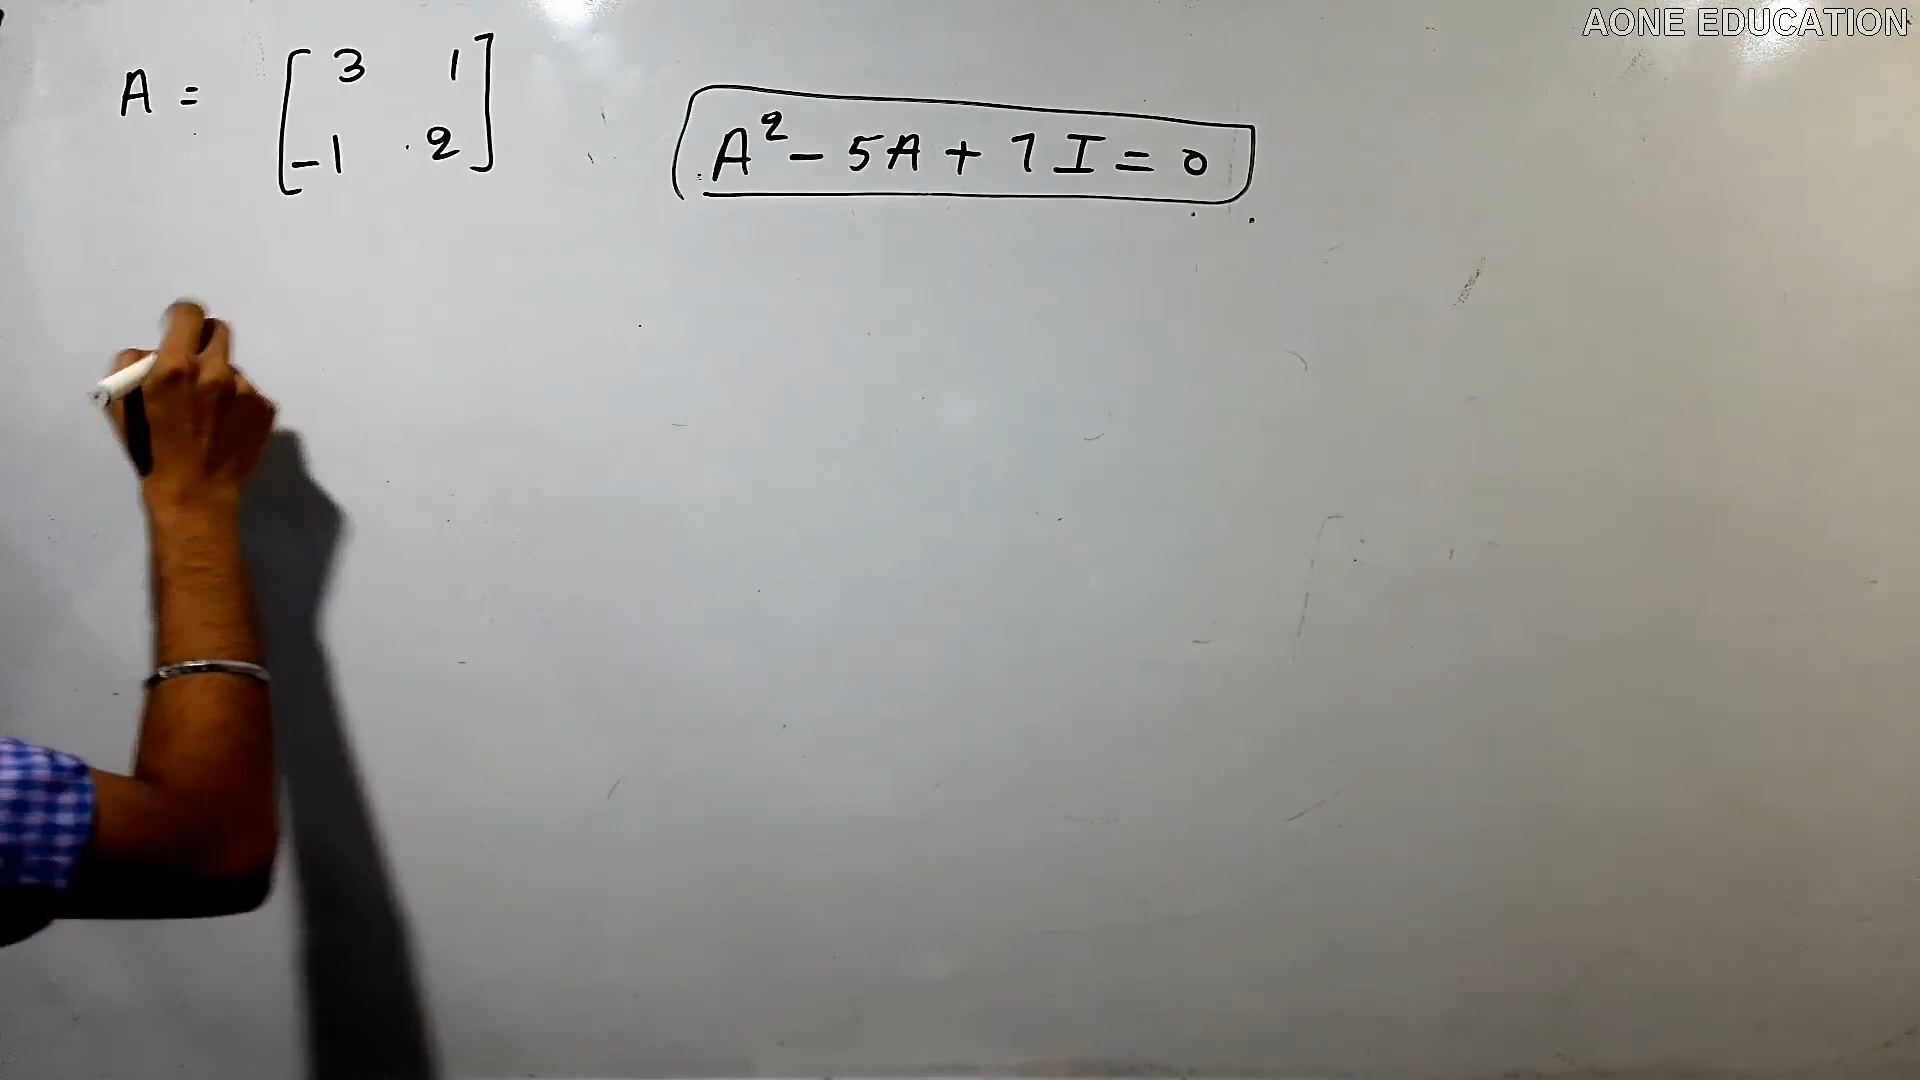 AONE EDUCATION
A = [3 1
-1 2]
A² - 5A + 7I = 0